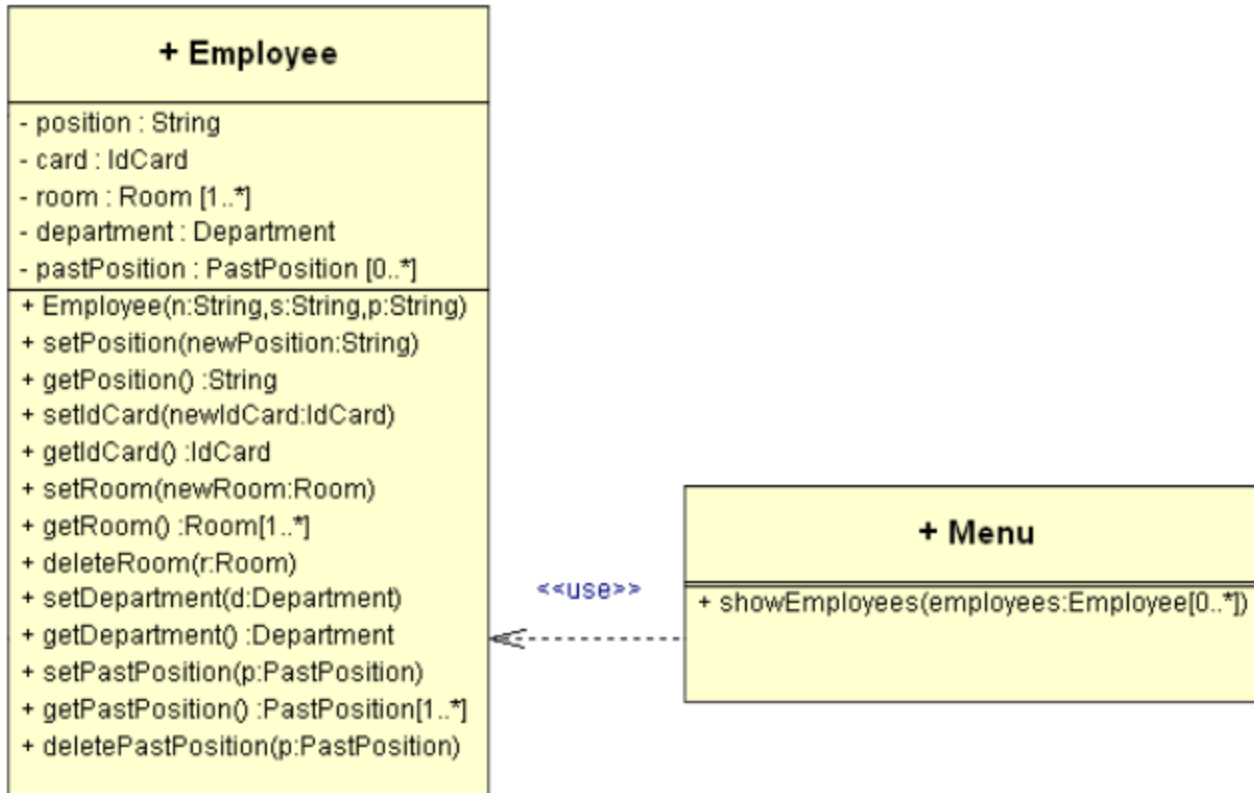 + Employee
- position : String
- card : IdCard
- room : Room [1..*]
- department : Department
- pastPosition : PastPosition [0..*]
+ Employee(n:String,s:String,p:String)
+ setPosition(newPosition:String)
+ getPosition() :String
+ setIdCard(newIdCard:IdCard)
+ getIdCard() :IdCard
+ setRoom(newRoom:Room)
+ getRoom() :Room[1..*]
+ deleteRoom(r:Room)
+ setDepartment(d:Department)
+ getDepartment() :Department
+ setPastPosition(p:PastPosition)
+ getPastPosition() :PastPosition[1..*]
+ deletePastPosition(p:PastPosition)
<<use>>
+ Menu
+ showEmployees(employees:Employee[0..*])